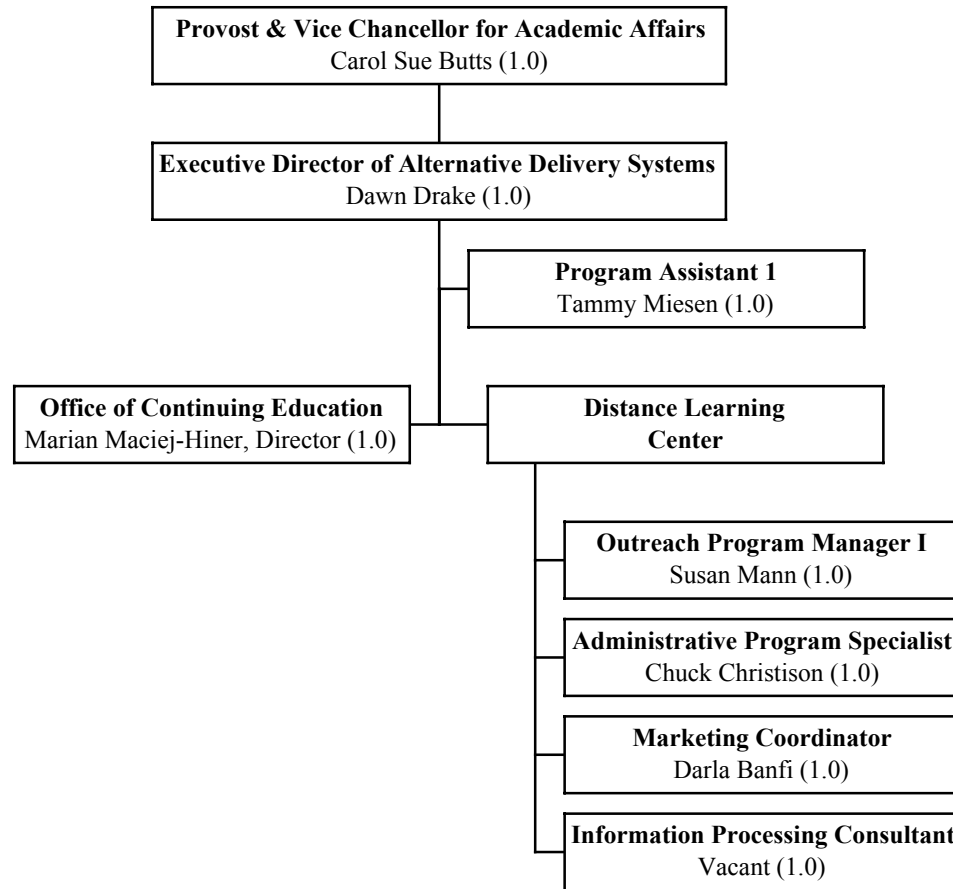 Provost & Vice Chancellor for Academic Affairs
Carol Sue Butts (1.0)
Executive Director of Alternative Delivery Systems
Dawn Drake (1.0)
Program Assistant 1
Tammy Miesen (1.0)
Office of Continuing Education
Marian Maciej-Hiner, Director (1.0)
Distance Learning
Center
Outreach Program Manager I
Susan Mann (1.0)
Administrative Program Specialist
Chuck Christison (1.0)
Marketing Coordinator
Darla Banfi (1.0)
Information Processing Consultant
Vacant (1.0)